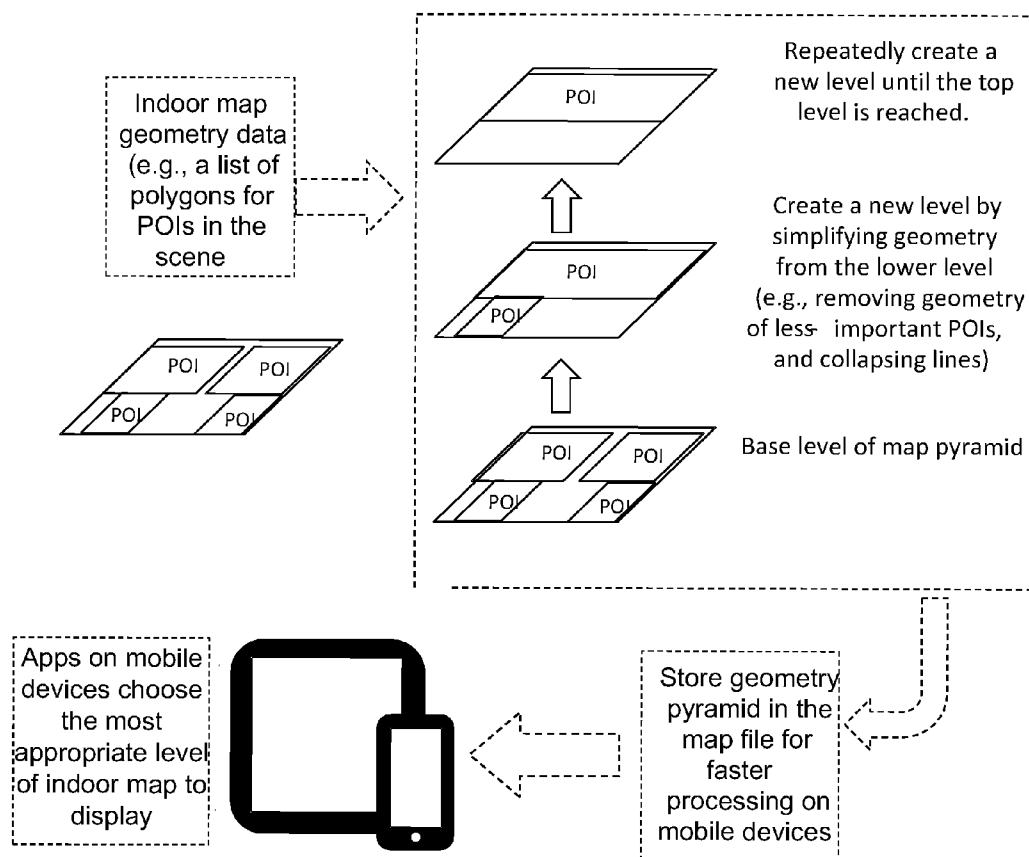 Indoor map
geometry data
(e.g., a list of
polygons for
POIs in the
scene
POI
POI
POI
POI
POI
Repeatedly create a
new level until the top
level is reached.
POI
POI
Create a new level by
simplifying geometry
from the lower level
(e.g., removing geometry
of less- important POIs,
and collapsing lines)
POI
POI
POI
POI
Base level of map pyramid
Store geometry
pyramid in the
map file for
faster
processing on
mobile devices
Apps on mobile
devices choose
the most
appropriate level
of indoor map to
display